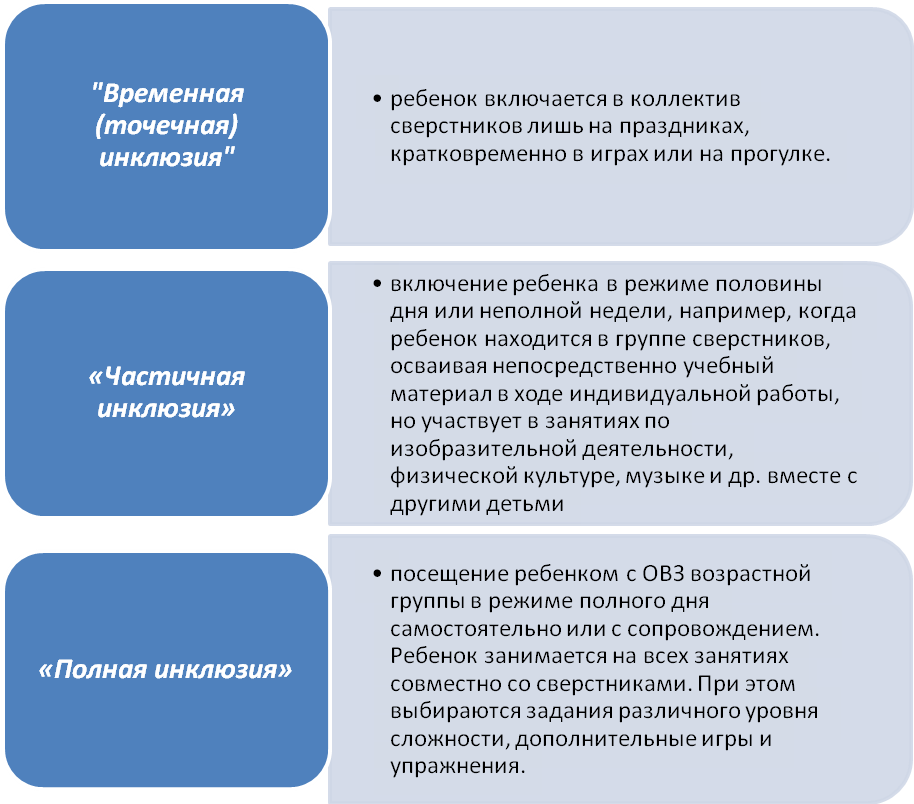 "Временная
(точечная)
инклюзия"
• ребенок включается в коллектив
сверстников лишь на праздниках,
кратковременно в играх или на прогулке.
«Частичная
инклюзия»
• включение ребенка в режиме половины
дня или неполной недели, например, когда
ребенок находится в группе сверстников,
осваивая непосредственно учебный
материал в ходе индивидуальной работы,
но участвует в занятиях по
изобразительной деятельности,
физической культуре, музыке и др. вместе с
другими детьми
«Полная инклюзия»
• посещение ребенком с ОВЗ возрастной
группы в режиме полного дня
самостоятельно или с сопровождением.
Ребенок занимается на всех занятиях
совместно со сверстниками. При этом
выбираются задания различного уровня
сложности, дополнительные игры и
упражнения.